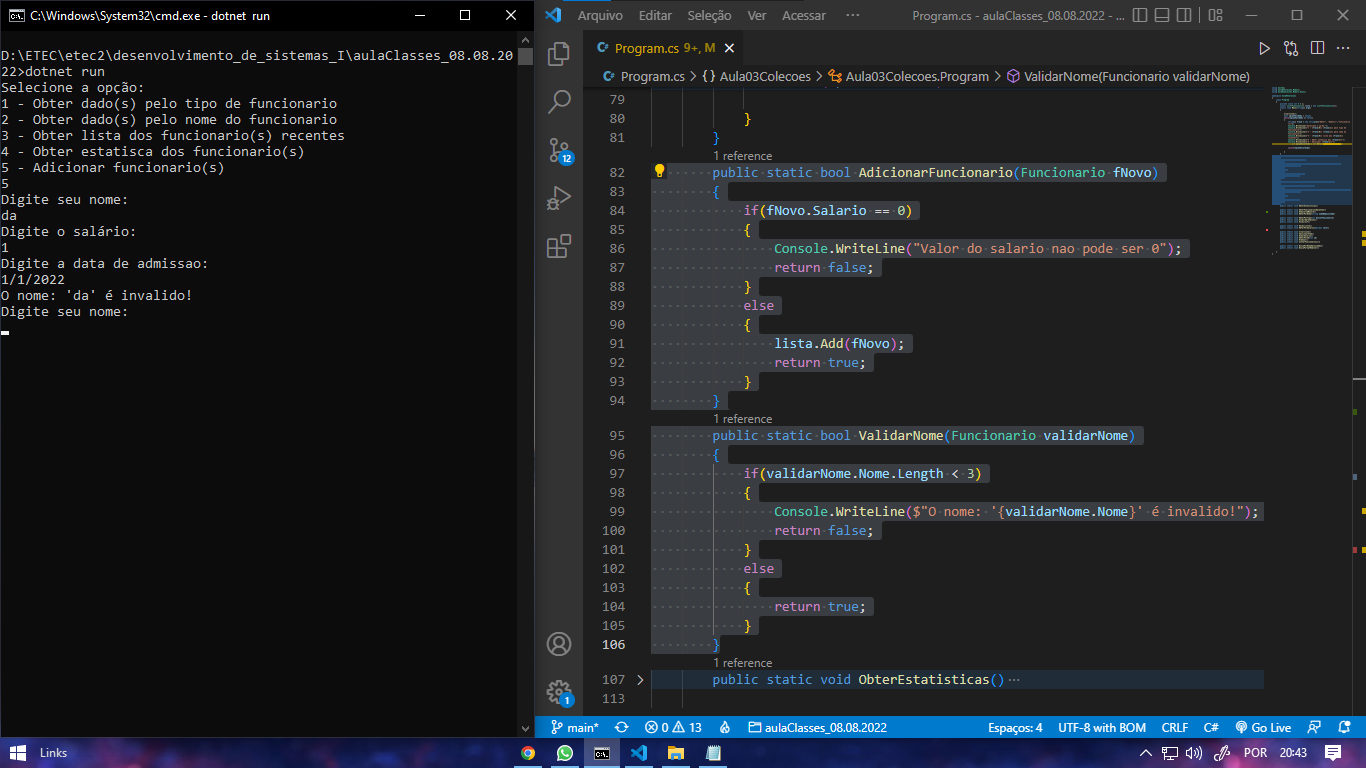 C:\Windows\System32\cmd.exe - dotnet run
D:\ETEC\etec2\desenvolvimento_de_sistemas_I\aulaClasses_08.08.20
22>dotnet run
Selecione a opção:
1 - Obter dado(s) pelo tipo de funcionario
2 - Obter dado(s) pelo nome do funcionario
3 - Obter lista dos funcionario(s) recentes
4 - Obter estatisca dos funcionario(s)
5 - Adicionar funcionario(s)
5
Digite seu nome:
da
Digite o salário:
1
Digite a data de admissao:
1/1/2022
O nome: 'da' é invalido!
Digite seu nome:
Arquivo Editar Seleção Ver Acessar ··· Program.cs - aulaClasses_08.08.2022 - ...
Program.cs 9+, M
Program.cs > {} Aula03Colecoes > Aula03Colecoes.Program > ValidarNome(Funcionario validarNome)
79
80 }
81 }
1 reference
82 public static bool AdicionarFuncionario(Funcionario fNovo)
83 {
84 if(fNovo.Salario == 0)
85 {
86 Console.WriteLine("Valor do salario nao pode ser 0");
87 return false;
88 }
89 else
90 {
91 lista.Add(fNovo);
92 return true;
93 }
94 }
1 reference
95 public static bool ValidarNome(Funcionario validarNome)
96 {
97 if(validarNome.Nome.Length < 3)
98 {
99 Console.WriteLine($"O nome: '{validarNome.Nome}' é invalido!");
100 return false;
101 }
102 else
103 {
104 return true;
105 }
106 }
1 reference
107 public static void ObterEstatisticas()···
113
12
1
main* 0 13 aulaClasses_08.08.2022 Espaços: 4 UTF-8 with BOM CRLF C# Go Live
Links POR 20:43